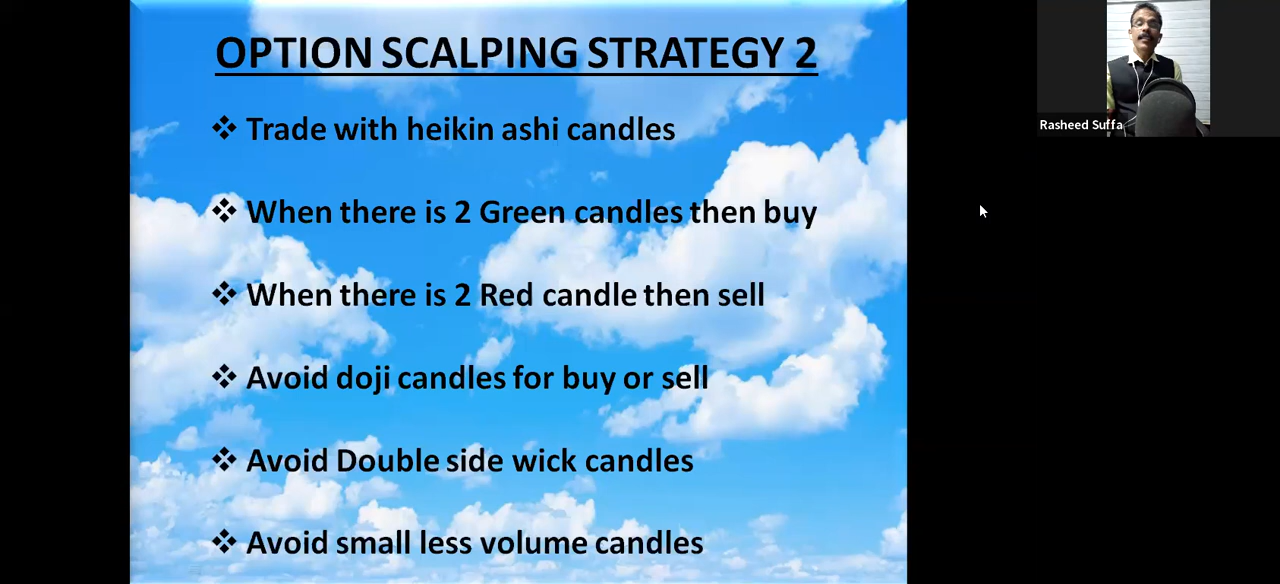 OPTION SCALPING STRATEGY 2
❖ Trade with heikin ashi candles
❖ When there is 2 Green candles then buy
❖ When there is 2 Red candle then sell
❖ Avoid doji candles for buy or sell
❖ Avoid Double side wick candles
❖ Avoid small less volume candles
Rasheed Suffa